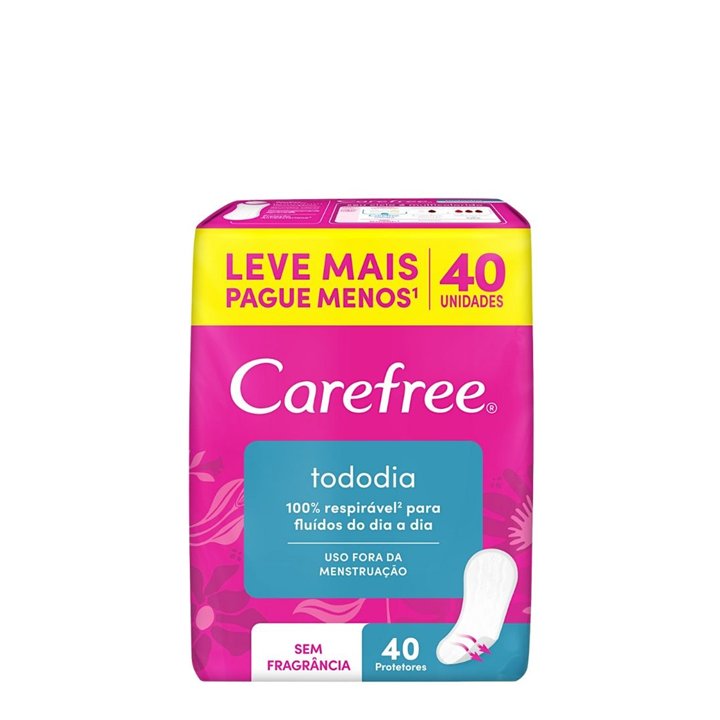 LEVE MAIS
PAGUE MENOS¹
40
UNIDADES
Carefree®
tododia
100% respirável² para
fluídos do dia a dia
USO FORA DA
MENSTRUAÇÃO
SEM
FRAGRÂNCIA
40
Protetores